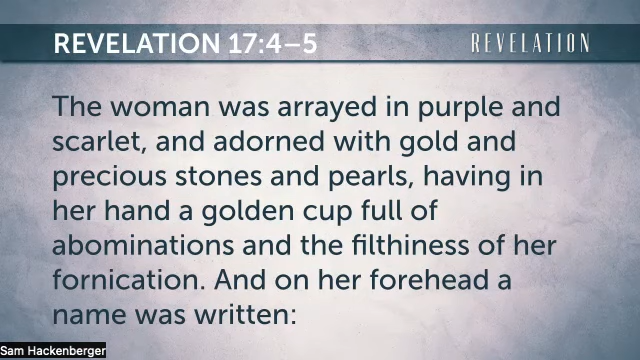 REVELATION 17:4–5
REVELATION
The woman was arrayed in purple and
scarlet, and adorned with gold and
precious stones and pearls, having in
her hand a golden cup full of
abominations and the filthiness of her
fornication. And on her forehead a
name was written:
Sam Hackenberger